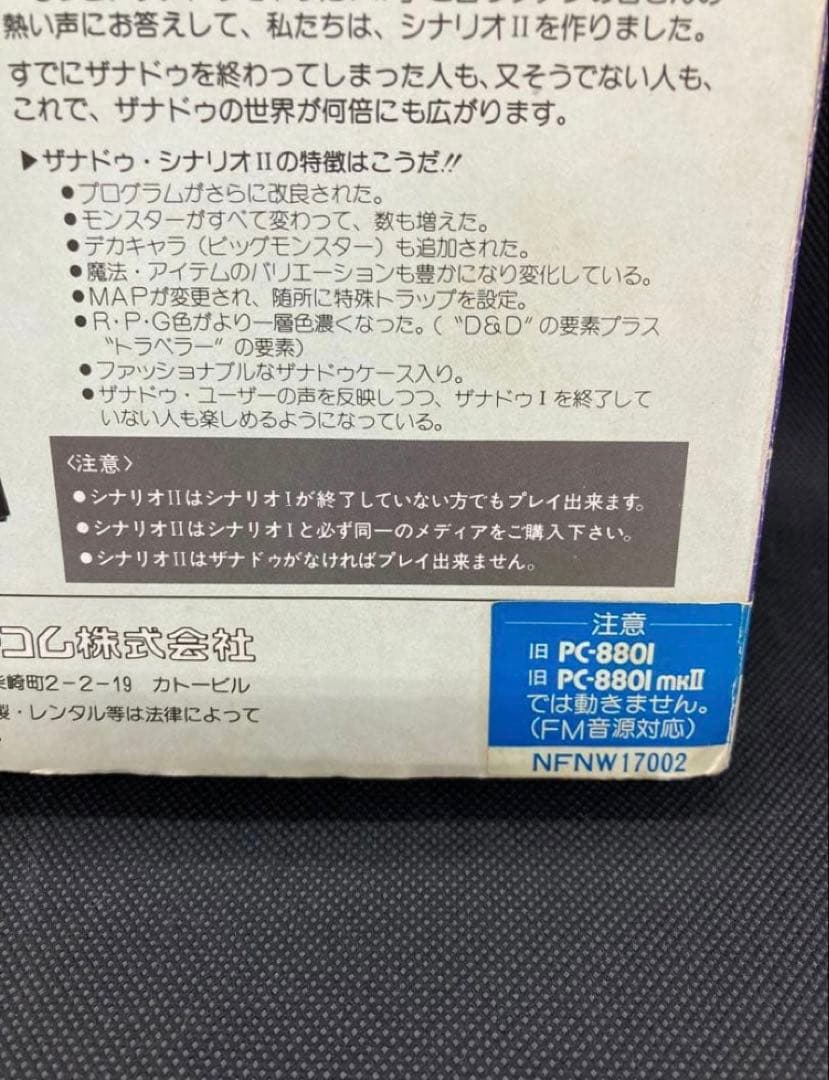 熱い声にお答えして、私たちは、シナリオIIを作りました。
すでにザナドゥを終わってしまった人も、又そうでない人も、
これで、ザナドゥの世界が何倍にも広がります。
▶ザナドゥ・シナリオIIの特徴はこうだ!!
●プログラムがさらに改良された。
●モンスターがすべて変わって、数も増えた。
●デカキャラ（ビッグモンスター）も追加された。
●魔法・アイテムのバリエーションも豊かになり変化している。
●MAPが変更され、随所に特殊トラップを設定。
●R・P・G色がより一層色濃くなった。（〝D&D〞の要素プラス
〝トラベラー〞の要素）
●ファッショナブルなザナドゥケース入り。
●ザナドゥ・ユーザーの声を反映しつつ、ザナドゥIを終了して
いない人も楽しめるようになっている。
〈注意〉
●シナリオIIはシナリオIが終了していない方でもプレイ出来ます。
●シナリオIIはシナリオIと必ず同一のメディアをご購入下さい。
●シナリオIIはザナドゥがなければプレイ出来ません。
コム株式会社
崎町2-2-19 カトービル
製・レンタル等は法律によって
注意
旧 PC-8801
旧 PC-8801mkII
では動きません。
（FM音源対応）
NFNW17002